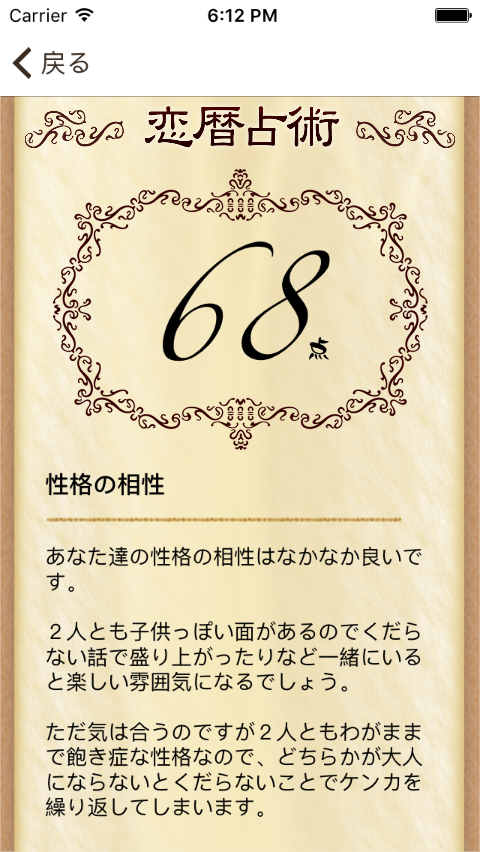 Carrier 6:12 PM
戻る
恋暦占術
68点
性格の相性
あなた達の性格の相性はなかなか良いで
す。
２人とも子供っぽい面があるのでくだら
ない話で盛り上がったりなど一緒にいる
と楽しい雰囲気になるでしょう。
ただ気は合うのですが２人ともわがまま
で飽き症な性格なので、どちらかが大人
にならないとくだらないことでケンカを
繰り返してしまいます。